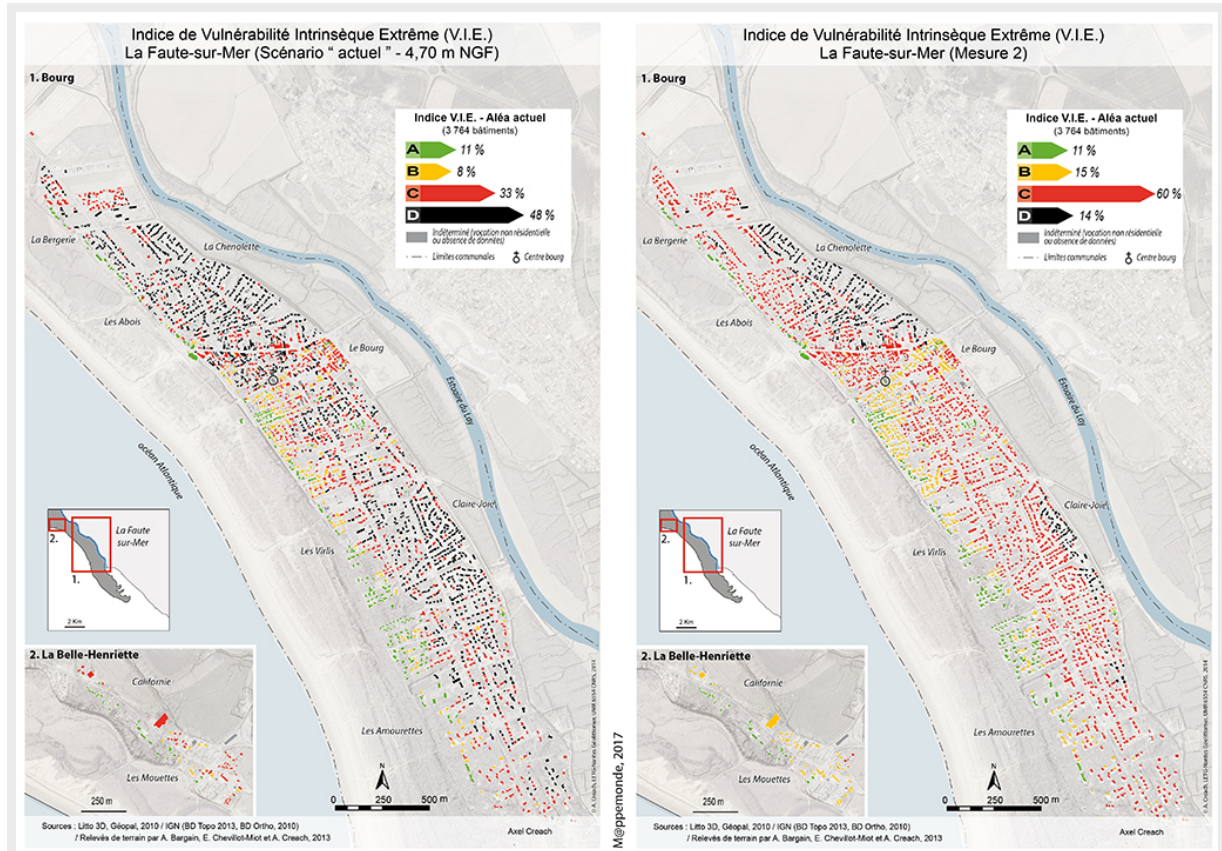 Indice de Vulnérabilité Intrinsèque Extrême (V.I.E.)
La Faute-sur-Mer (Scénario “ actuel ” - 4,70 m NGF)
1. Bourg
Indice V.I.E. - Aléa actuel
(3 764 bâtiments)
A 11 %
B 8 %
C 33 %
D 48 %
Indéterminé (vocation non résidentielle
ou absence de données)
Limites communales Centre bourg
La Bergerie
La Chenolette
Les Abois
Le Bourg
Estuaire du Lay
océan Atlantique
Claire-Joie
Les Virlis
La Faute
sur-Mer
2.
1.
2 Km
2. La Belle-Henriette
Californie
Les Mouettes
250 m
Les Amourettes
N
0 250 500 m
Sources : Litto 3D, Géopal, 2010 / IGN (BD Topo 2013, BD Ortho, 2010)
/ Relevés de terrain par A. Bargain, E. Chevillot-Miot et A. Creach, 2013
Axel Creach
M@ppemonde, 2017
Indice de Vulnérabilité Intrinsèque Extrême (V.I.E.)
La Faute-sur-Mer (Mesure 2)
1. Bourg
Indice V.I.E. - Aléa actuel
(3 764 bâtiments)
A 11 %
B 15 %
C 60 %
D 14 %
Indéterminé (vocation non résidentielle
ou absence de données)
Limites communales Centre bourg
La Bergerie
La Chenolette
Les Abois
Le Bourg
Estuaire du Lay
océan Atlantique
Claire-Joie
Les Virlis
La Faute
sur-Mer
2.
1.
2 Km
2. La Belle-Henriette
Californie
Les Mouettes
250 m
Les Amourettes
N
0 250 500 m
Sources : Litto 3D, Géopal, 2010 / IGN (BD Topo 2013, BD Ortho, 2010)
/ Relevés de terrain par A. Bargain, E. Chevillot-Miot et A. Creach, 2013
Axel Creach